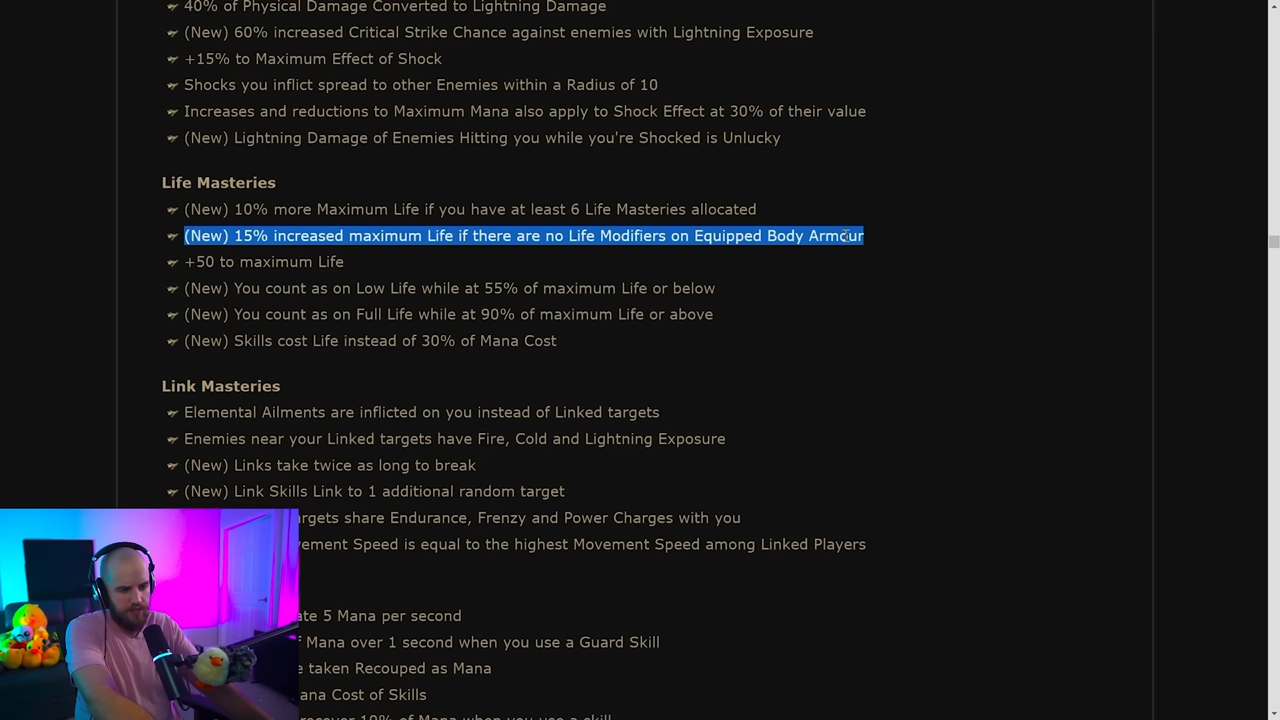 40% of Physical Damage Converted to Lightning Damage
(New) 60% increased Critical Strike Chance against enemies with Lightning Exposure
+15% to Maximum Effect of Shock
Shocks you inflict spread to other Enemies within a Radius of 10
Increases and reductions to Maximum Mana also apply to Shock Effect at 30% of their value
(New) Lightning Damage of Enemies Hitting you while you're Shocked is Unlucky
Life Masteries
(New) 10% more Maximum Life if you have at least 6 Life Masteries allocated
(New) 15% increased maximum Life if there are no Life Modifiers on Equipped Body Armour
+50 to maximum Life
(New) You count as on Low Life while at 55% of maximum Life or below
(New) You count as on Full Life while at 90% of maximum Life or above
(New) Skills cost Life instead of 30% of Mana Cost
Link Masteries
Elemental Ailments are inflicted on you instead of Linked targets
Enemies near your Linked targets have Fire, Cold and Lightning Exposure
(New) Links take twice as long to break
(New) Link Skills Link to 1 additional random target
share Endurance, Frenzy and Power Charges with you
Speed is equal to the highest Movement Speed among Linked Players
5 Mana per second
Mana over 1 second when you use a Guard Skill
taken Recouped as Mana
Cost of Skills
recover 10% of Mana when you use a skill